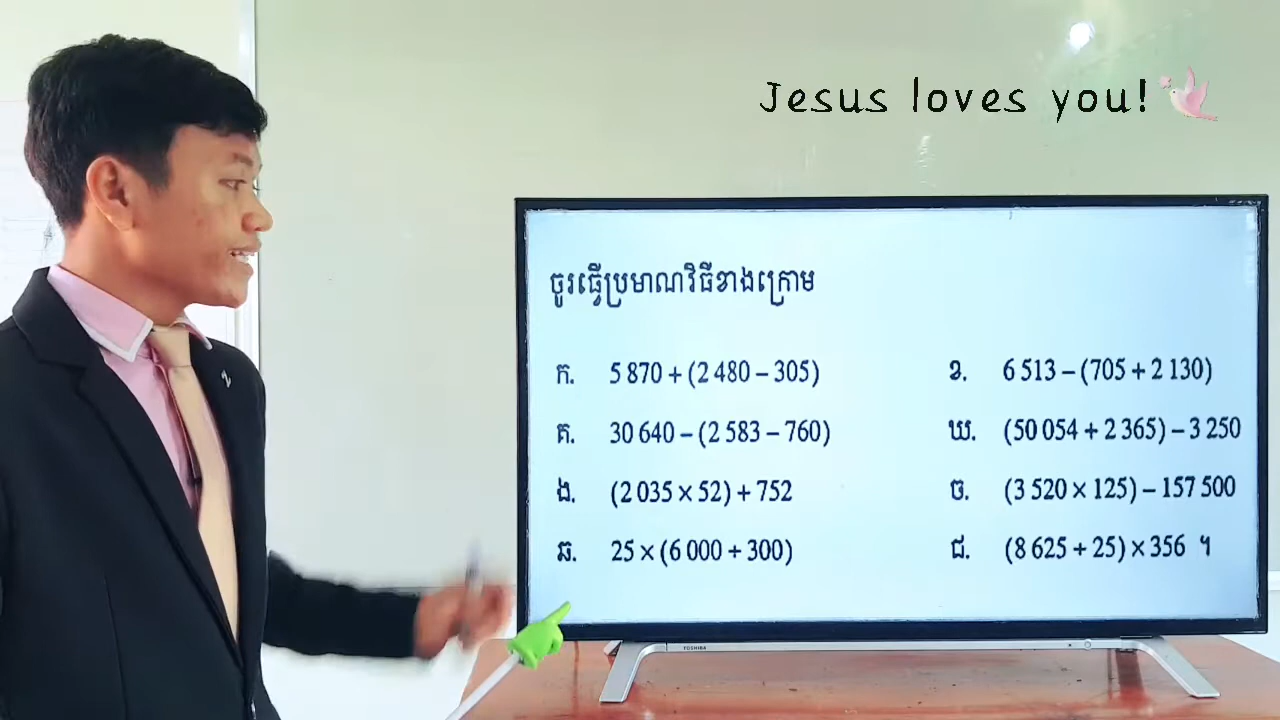 Jesus loves you!
ចូរធ្វើប្រមាណវិធីខាងក្រោម
ក. 5 870 + (2 480 – 305) ខ. 6 513 – (705 + 2 130)
គ. 30 640 – (2 583 – 760) ឃ. (50 054 + 2 365) – 3 250
ង. (2 035 × 52) + 752 ច. (3 520 × 125) – 157 500
ឆ. 25 × (6 000 + 300) ជ. (8 625 + 25) × 356 ។
TOSHIBA